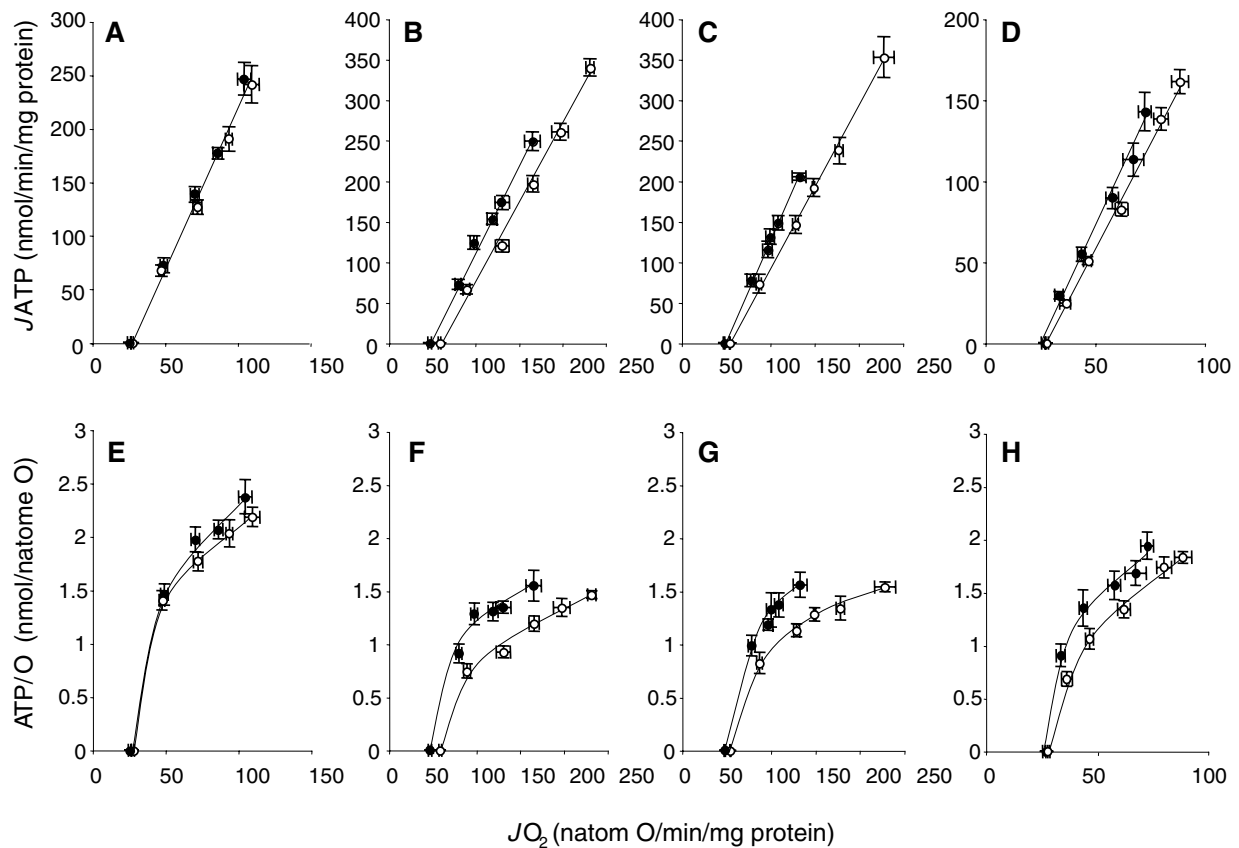 A B C D
JATP (nmol/min/mg protein)
300 250 200 150 100 50 0
0 50 100 150
400 350 300 250 200 150 100 50 0
0 50 100 150 200 250
400 350 300 250 200 150 100 50 0
0 50 100 150 200 250
200 150 100 50 0
0 50 100
E F G H
ATP/O (nmol/natome O)
3 2.5 2 1.5 1 0.5 0
0 50 100 150
3 2.5 2 1.5 1 0.5 0
0 50 100 150 200 250
3 2.5 2 1.5 1 0.5 0
0 50 100 150 200 250
3 2.5 2 1.5 1 0.5 0
0 50 100
JO2 (natom O/min/mg protein)